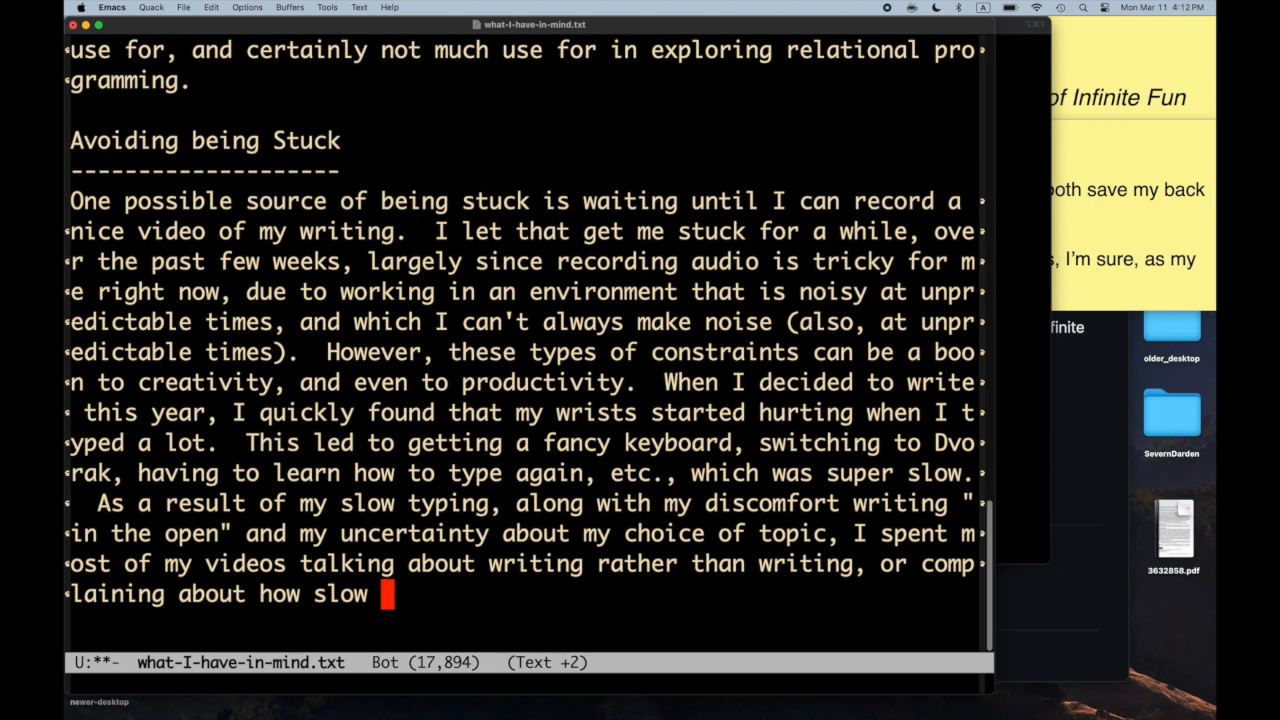 Emacs Quack File Edit Options Buffers Tools Text Help A Mon Mar 11 4:12 PM
what-I-have-in-mind.txt
use for, and certainly not much use for in exploring relational pro
gramming.
Avoiding being Stuck
--------------------
One possible source of being stuck is waiting until I can record a
nice video of my writing.  I let that get me stuck for a while, ove
r the past few weeks, largely since recording audio is tricky for m
e right now, due to working in an environment that is noisy at unpr
edictable times, and which I can't always make noise (also, at unpr
edictable times).  However, these types of constraints can be a boo
n to creativity, and even to productivity.  When I decided to write
 this year, I quickly found that my wrists started hurting when I t
yped a lot.  This led to getting a fancy keyboard, switching to Dvo
rak, having to learn how to type again, etc., which was super slow.
  As a result of my slow typing, along with my discomfort writing "
in the open" and my uncertainty about my choice of topic, I spent m
ost of my videos talking about writing rather than writing, or comp
laining about how slow
U:**-  what-I-have-in-mind.txt   Bot (17,894)   (Text +2)
newer-desktop
of Infinite Fun
both save my back
s, I'm sure, as my
finite
older_desktop
SevernDarden
3632858.pdf